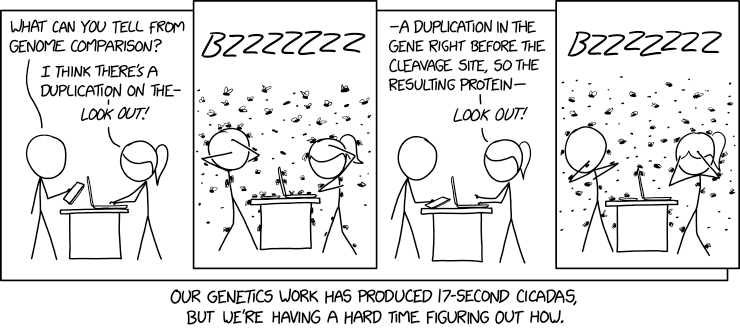 WHAT CAN YOU TELL FROM
GENOME COMPARISON?
I THINK THERE'S A
DUPLICATION ON THE-
LOOK OUT!
BZZZZZZZ
-A DUPLICATION IN THE
GENE RIGHT BEFORE THE
CLEAVAGE SITE, SO THE
RESULTING PROTEIN-
LOOK OUT!
BZZZZZZZ
OUR GENETICS WORK HAS PRODUCED 17-SECOND CICADAS,
BUT WE'RE HAVING A HARD TIME FIGURING OUT HOW.